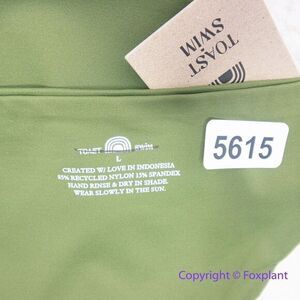 TOAST
SWIM
TOAST SWIM
L
CREATED W/ LOVE IN INDONESIA
85% RECYCLED NYLON 15% SPANDEX
HAND RINSE & DRY IN SHADE.
WEAR SLOWLY IN THE SUN.
5615
Copyright © Foxplant